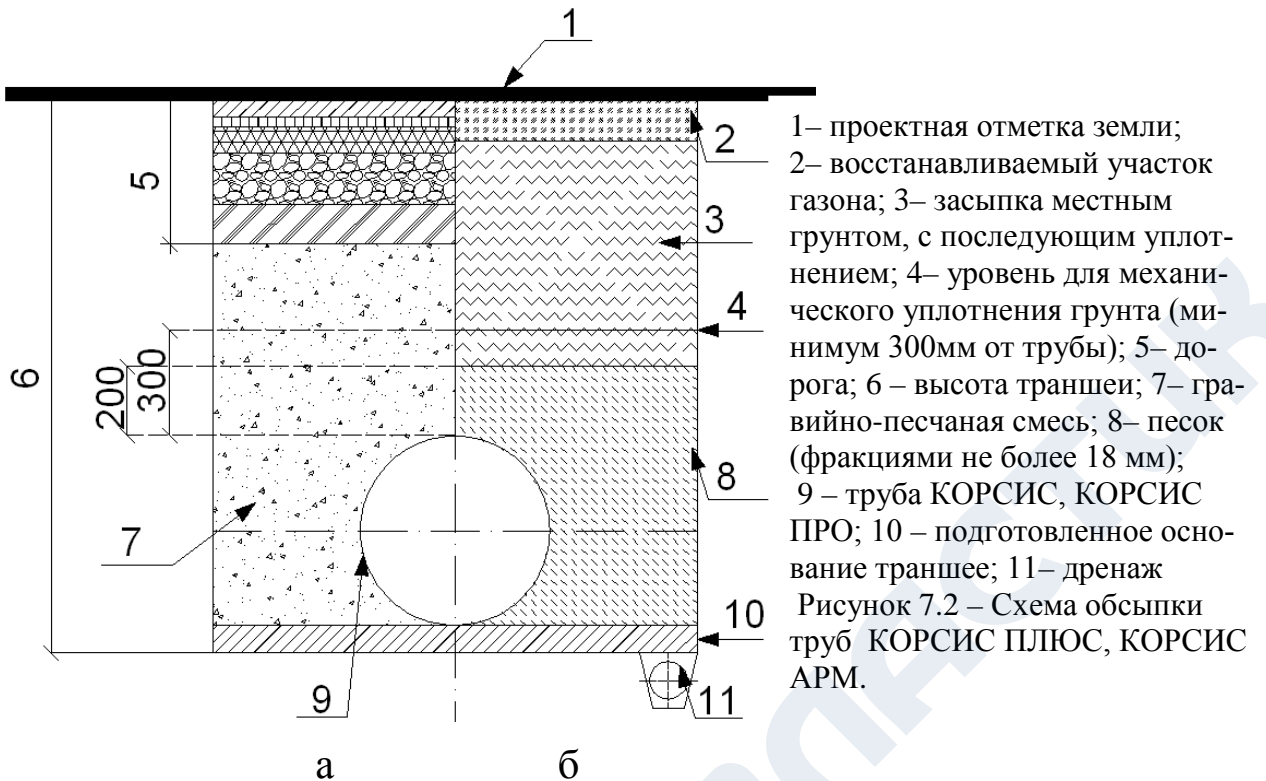 1
2
3
4
5
6
200
300
7
8
9
10
11
а
б
1– проектная отметка земли;
2– восстанавливаемый участок
газона; 3– засыпка местным
грунтом, с последующим уплот-
нением; 4– уровень для механи-
ческого уплотнения грунта (ми-
нимум 300мм от трубы); 5– до-
рога; 6 – высота траншеи; 7– гра-
вийно-песчаная смесь; 8– песок
(фракциями не более 18 мм);
9 – труба КОРСИС, КОРСИС
ПРО; 10 – подготовленное осно-
вание траншее; 11– дренаж
Рисунок 7.2 – Схема обсыпки
труб КОРСИС ПЛЮС, КОРСИС
АРМ.